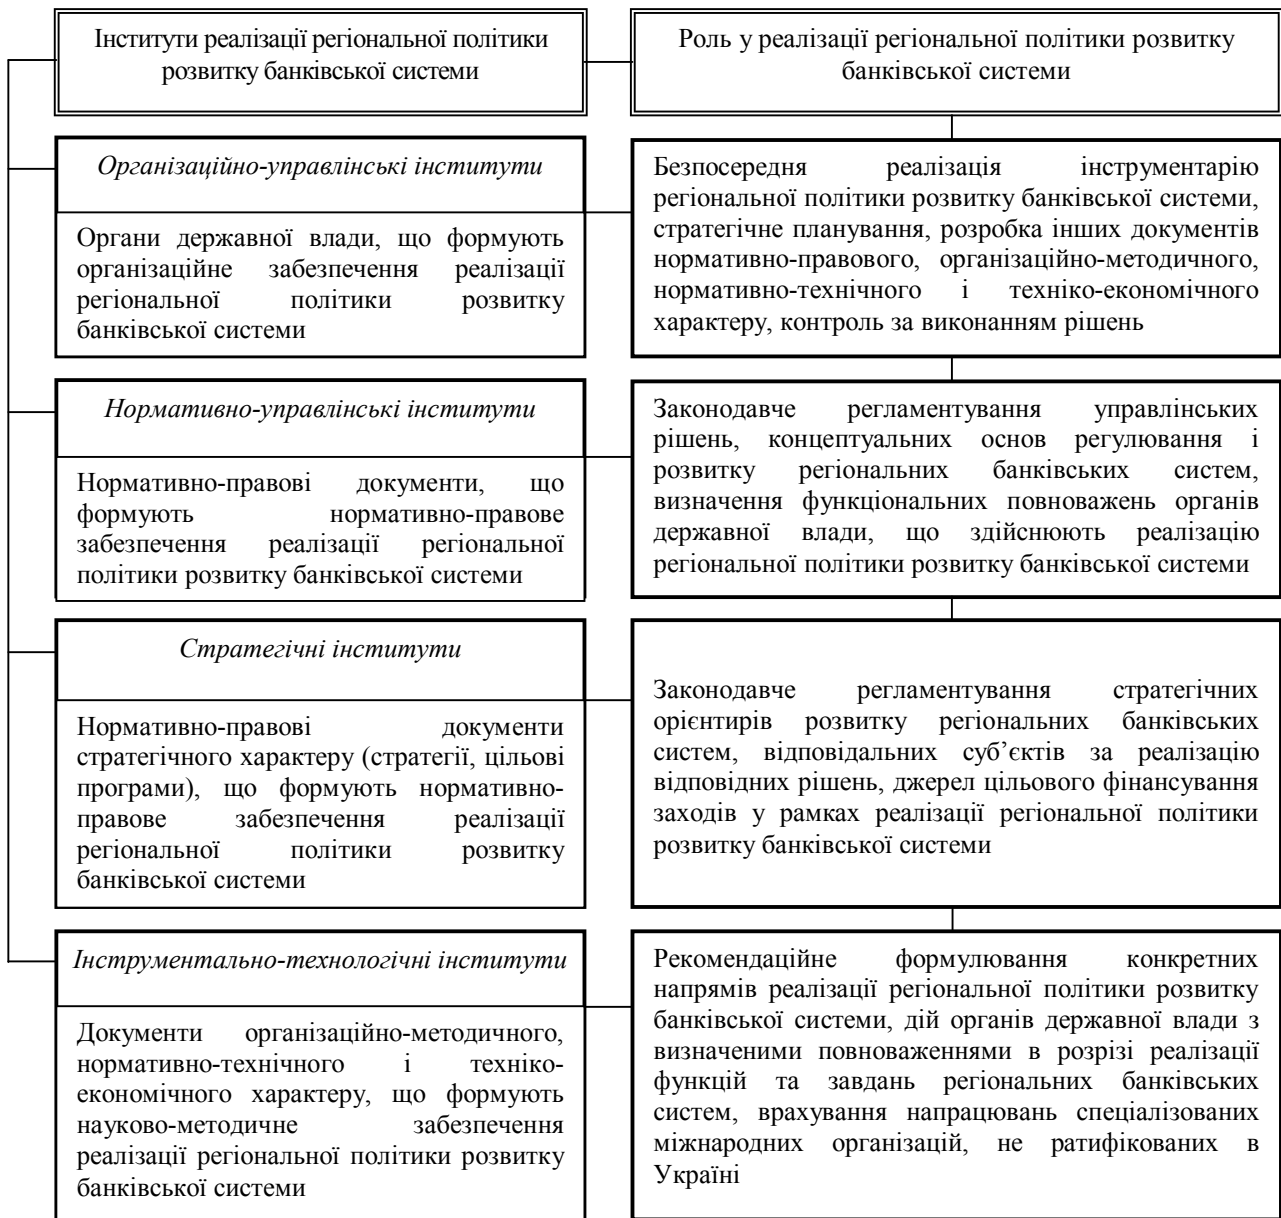 Інститути реалізації регіональної політики
розвитку банківської системи
Роль у реалізації регіональної політики розвитку
банківської системи
Організаційно-управлінські інститути
Органи державної влади, що формують
організаційне забезпечення реалізації
регіональної політики розвитку
банківської системи
Безпосередня реалізація інструментарію
регіональної політики розвитку банківської системи,
стратегічне планування, розробка інших документів
нормативно-правового, організаційно-методичного,
нормативно-технічного і техніко-економічного
характеру, контроль за виконанням рішень
Нормативно-управлінські інститути
Нормативно-правові документи, що
формують нормативно-правове
забезпечення реалізації регіональної
політики розвитку банківської системи
Законодавче регламентування управлінських
рішень, концептуальних основ регулювання і
розвитку регіональних банківських систем,
визначення функціональних повноважень органів
державної влади, що здійснюють реалізацію
регіональної політики розвитку банківської системи
Стратегічні інститути
Нормативно-правові документи
стратегічного характеру (стратегії, цільові
програми), що формують нормативно-
правове забезпечення реалізації
регіональної політики розвитку
банківської системи
Законодавче регламентування стратегічних
орієнтирів розвитку регіональних банківських
систем, відповідальних суб’єктів за реалізацію
відповідних рішень, джерел цільового фінансування
заходів у рамках реалізації регіональної політики
розвитку банківської системи
Інструментально-технологічні інститути
Документи організаційно-методичного,
нормативно-технічного і техніко-
економічного характеру, що формують
науково-методичне забезпечення
реалізації регіональної політики розвитку
банківської системи
Рекомендаційне формулювання конкретних
напрямів реалізації регіональної політики розвитку
банківської системи, дій органів державної влади з
визначеними повноваженнями в розрізі реалізації
функцій та завдань регіональних банківських
систем, врахування напрацювань спеціалізованих
міжнародних організацій, не ратифікованих в
Україні